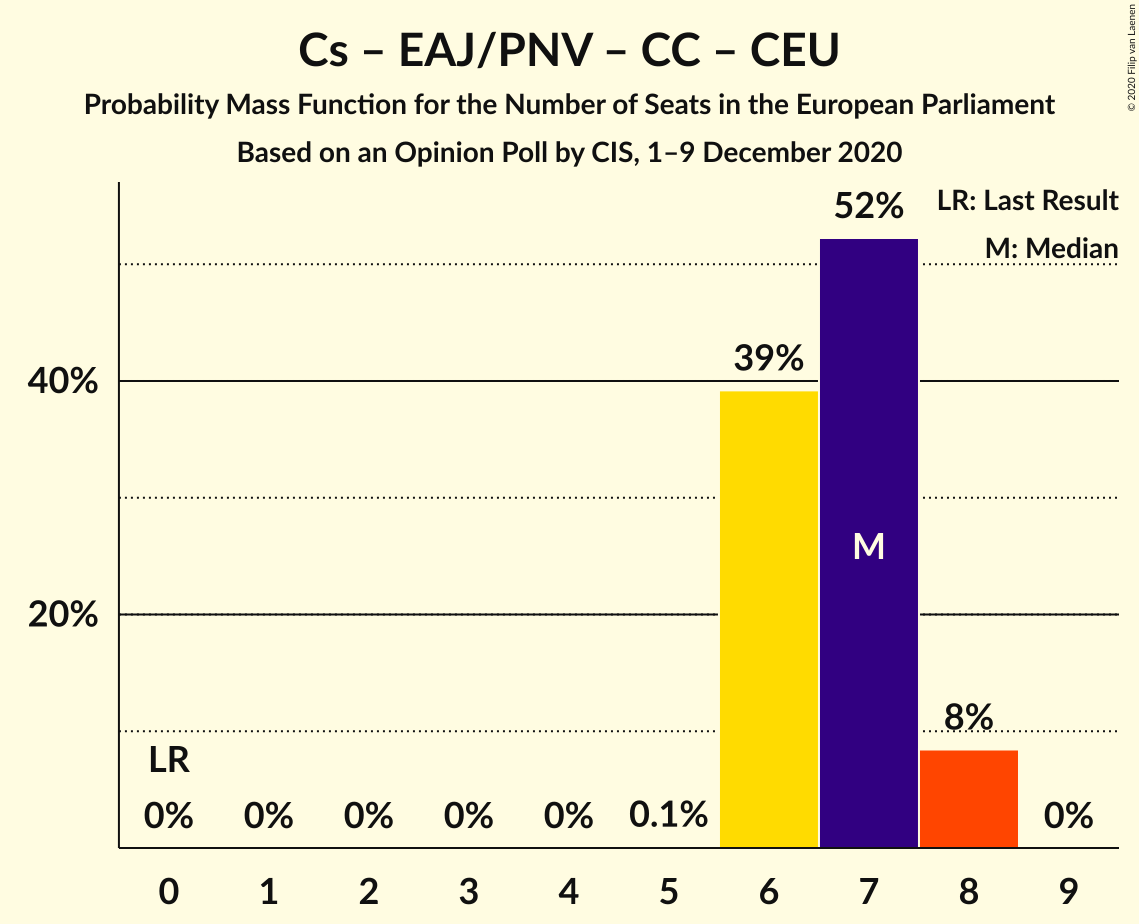 Cs – EAJ/PNV – CC – CEU
Probability Mass Function for the Number of Seats in the European Parliament
Based on an Opinion Poll by CIS, 1–9 December 2020
© 2020 Filip van Laenen
LR: Last Result
M: Median
52%
39%
40%
M
20%
8%
LR
0% 0% 0% 0% 0% 0.1% 0%
0 1 2 3 4 5 6 7 8 9